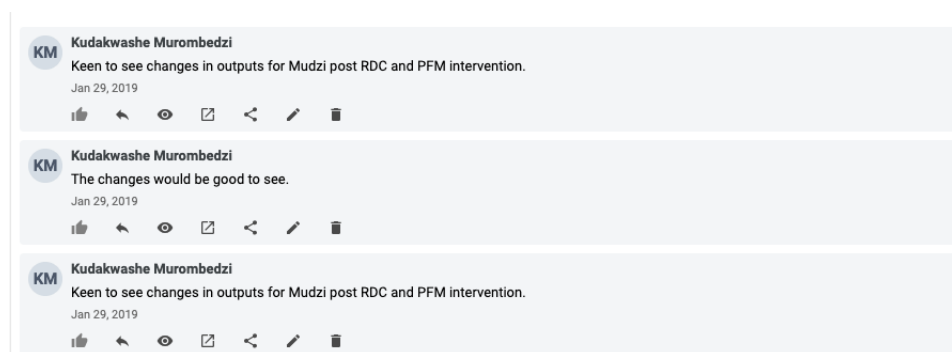 KM
Kudakwashe Murombedzi
Keen to see changes in outputs for Mudzi post RDC and PFM intervention.
Jan 29, 2019
KM
Kudakwashe Murombedzi
The changes would be good to see.
Jan 29, 2019
KM
Kudakwashe Murombedzi
Keen to see changes in outputs for Mudzi post RDC and PFM intervention.
Jan 29, 2019